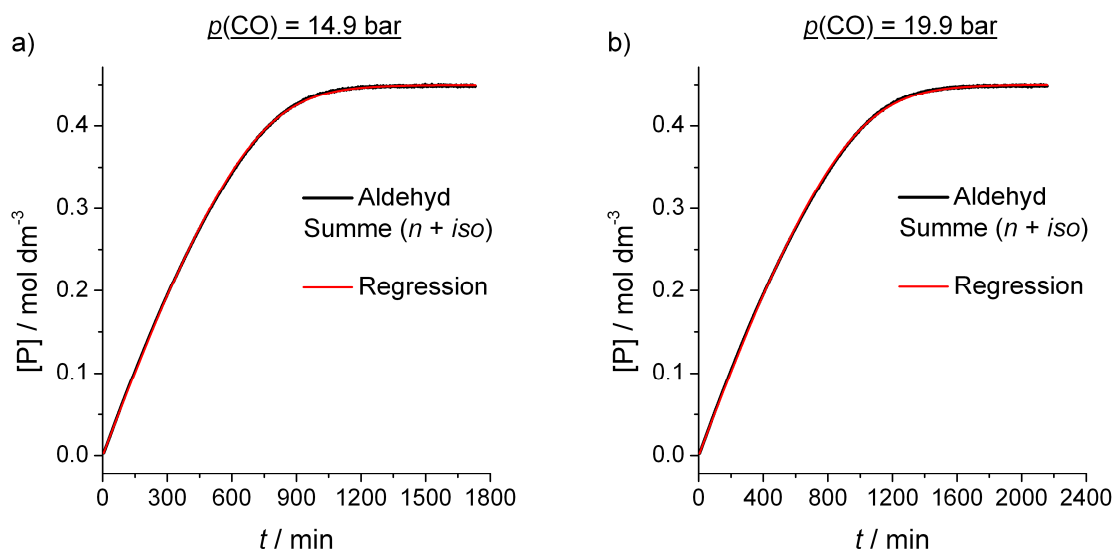 a)
p(CO) = 14.9 bar
[P] / mol dm-3
0.4
0.3
0.2
0.1
0.0
Aldehyd
Summe (n + iso)
Regression
0 300 600 900 1200 1500 1800
t / min
b)
p(CO) = 19.9 bar
[P] / mol dm-3
0.4
0.3
0.2
0.1
0.0
Aldehyd
Summe (n + iso)
Regression
0 400 800 1200 1600 2000 2400
t / min